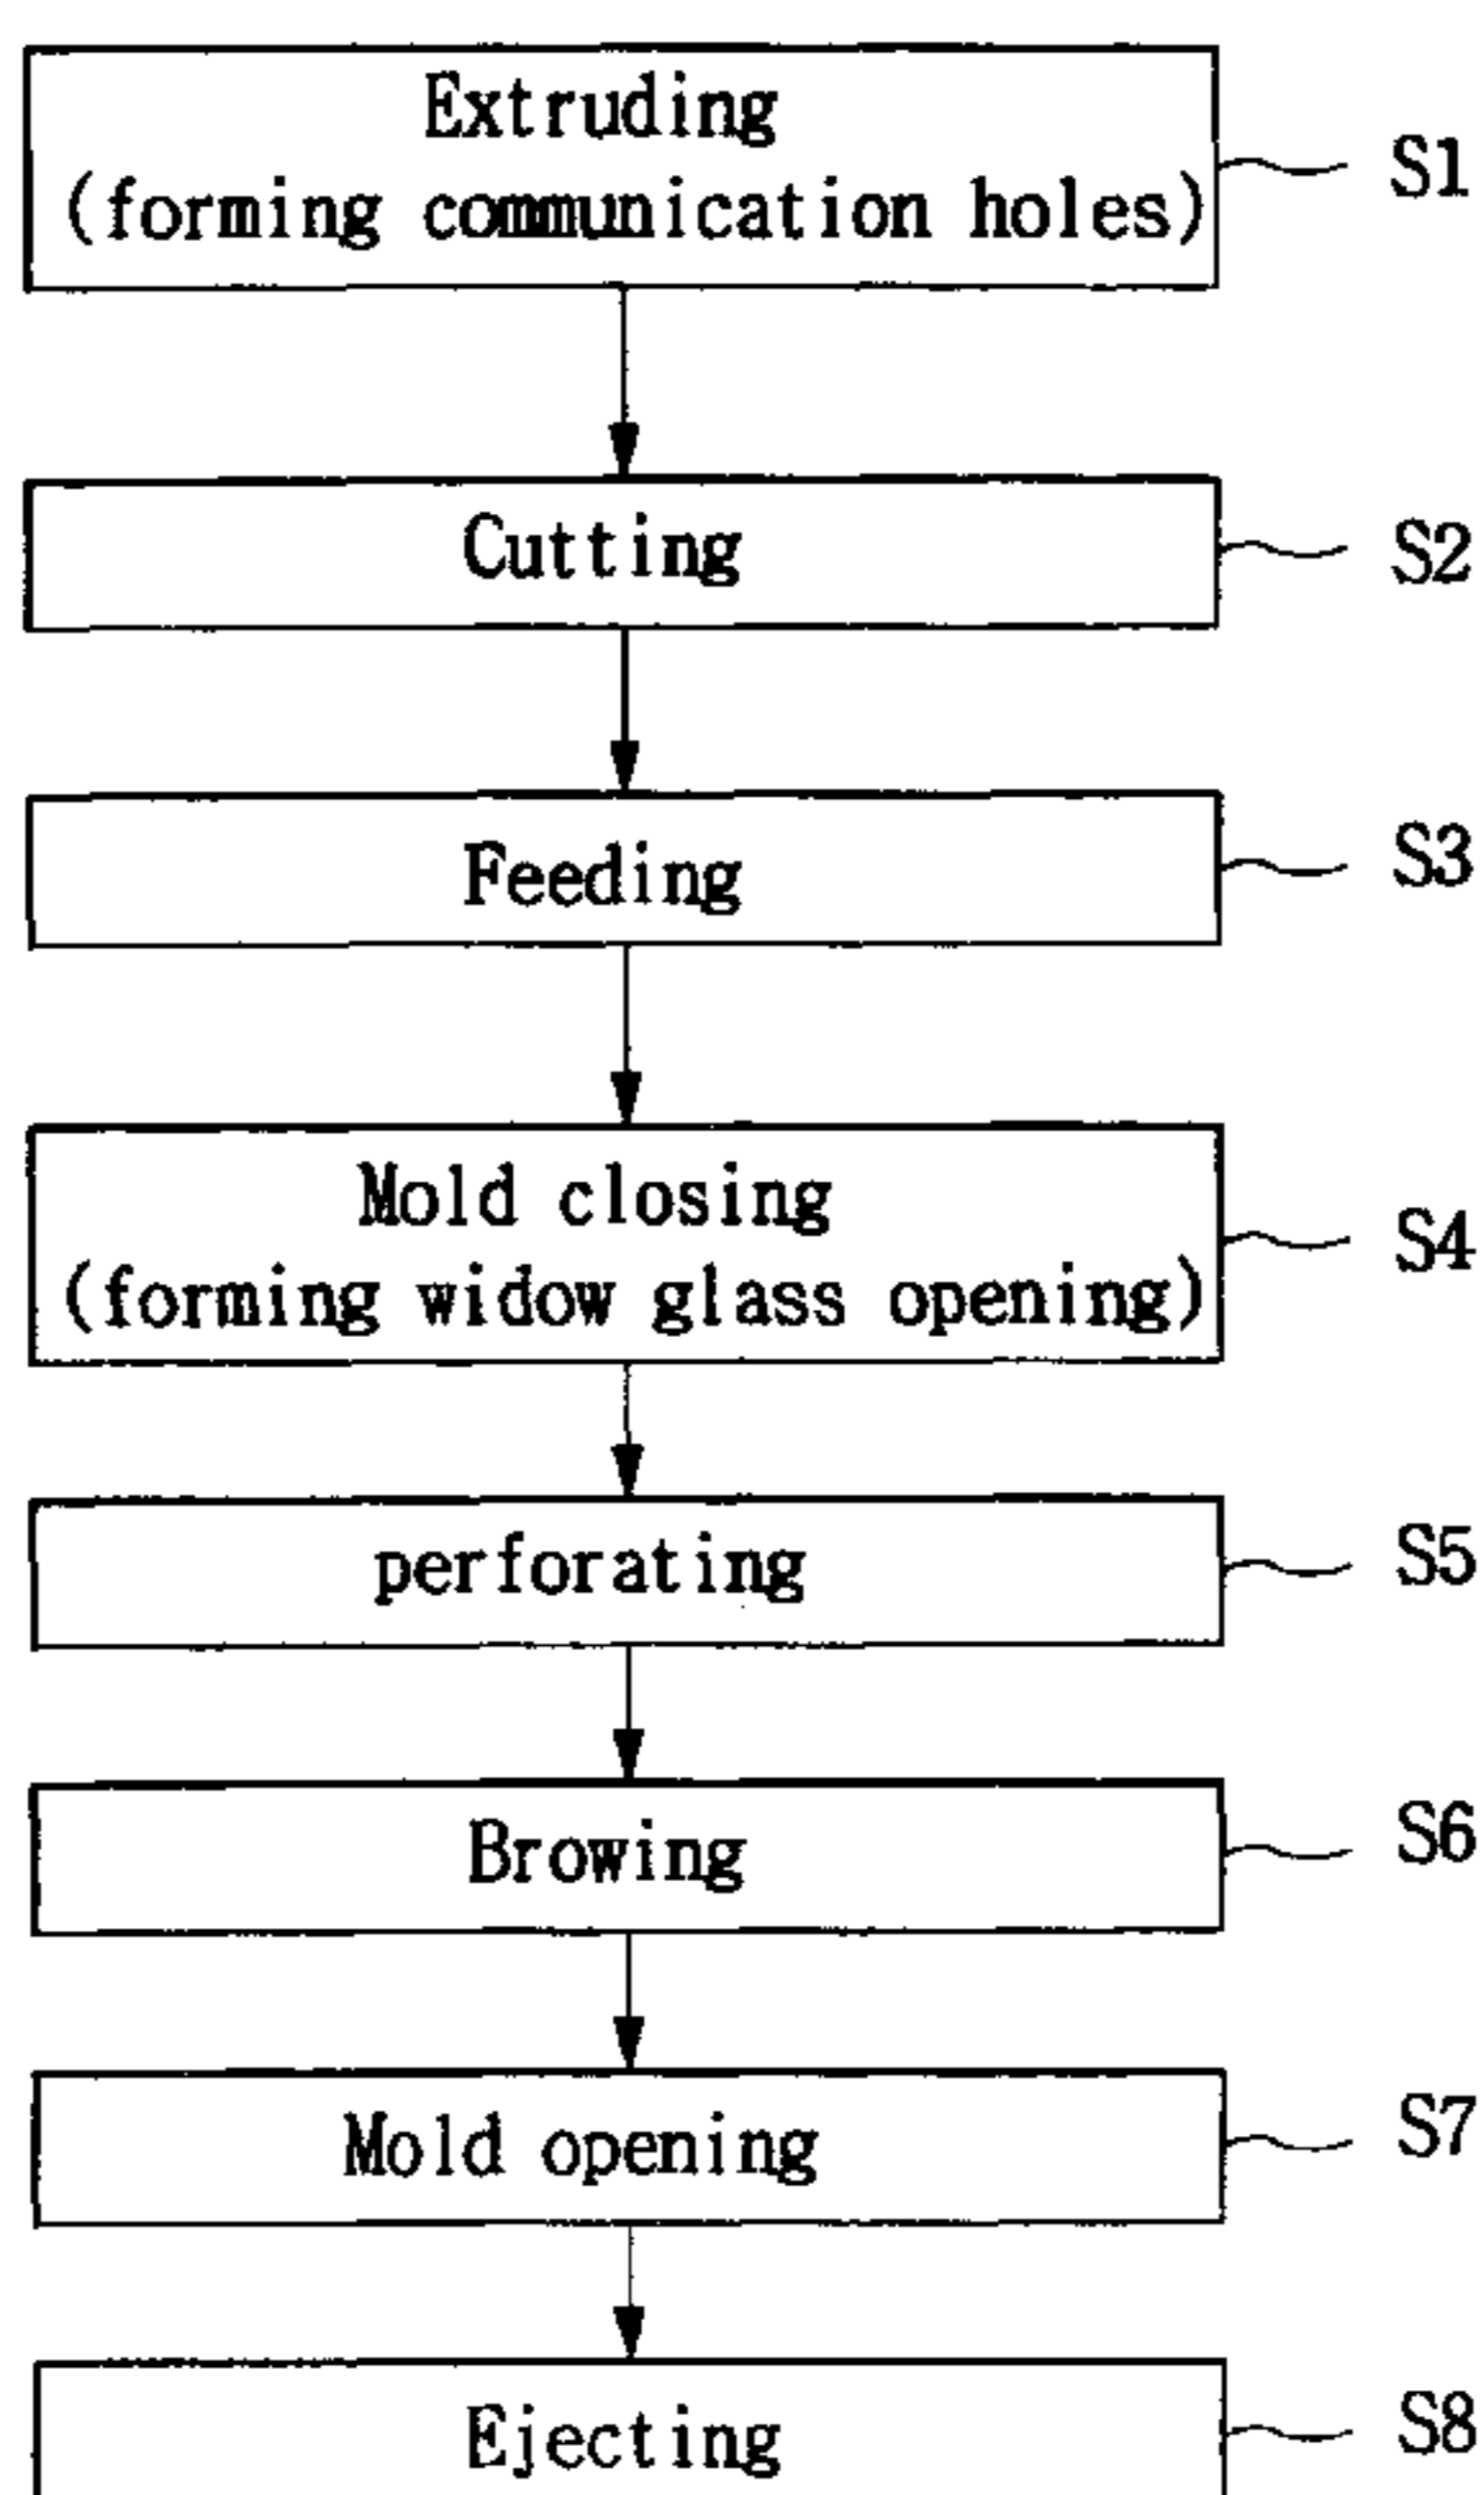 Extruding
(forming communication holes)
S1
Cutting
S2
Feeding
S3
Mold closing
(forming widow glass opening)
S4
perforating
S5
Browing
S6
Mold opening
S7
Ejecting
S8